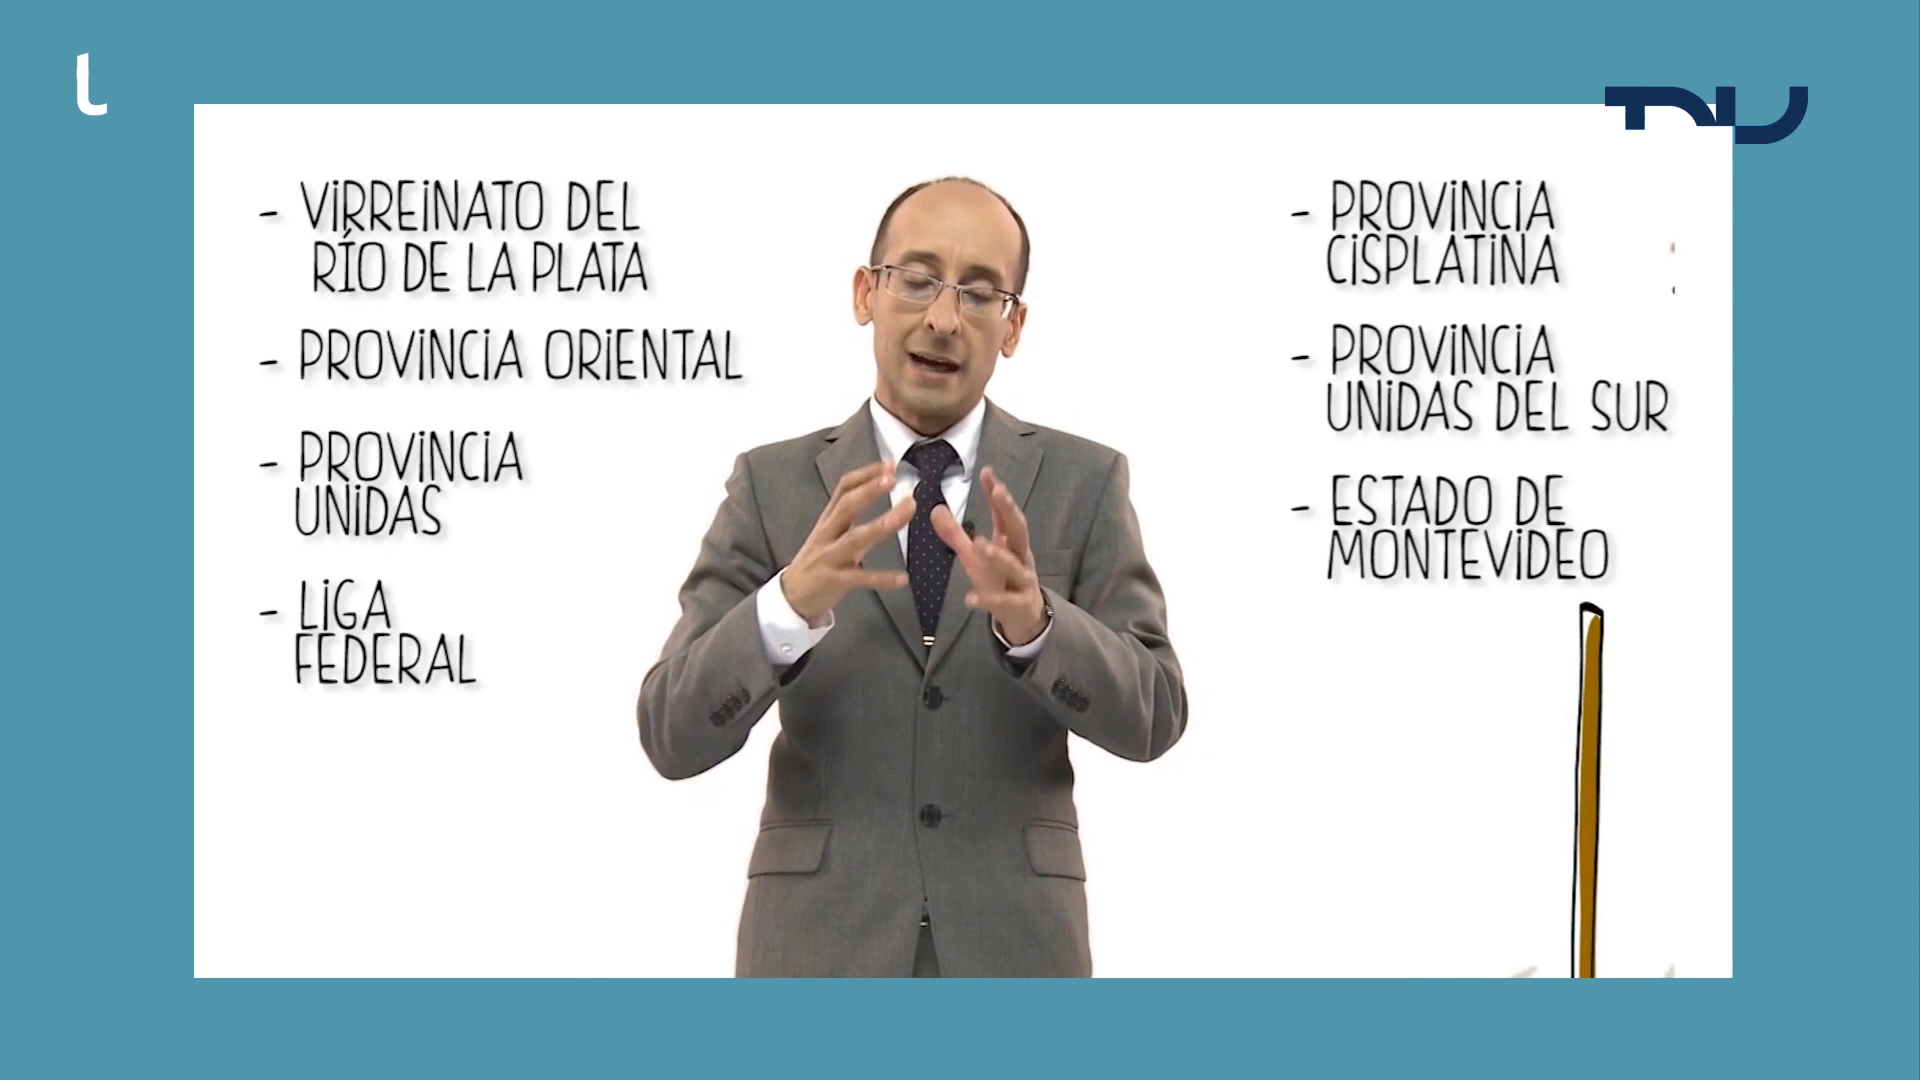 - VIRREINATO DEL
RÍO DE LA PLATA
- PROVINCIA ORIENTAL
- PROVINCIA
UNIDAS
- LIGA
FEDERAL
- PROVINCIA
CISPLATINA
- PROVINCIA
UNIDAS DEL SUR
- ESTADO DE
MONTEVIDEO